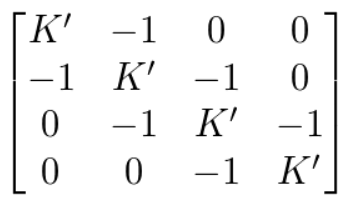 K′ −1 0 0
−1 K′ −1 0
0 −1 K′ −1
0 0 −1 K′